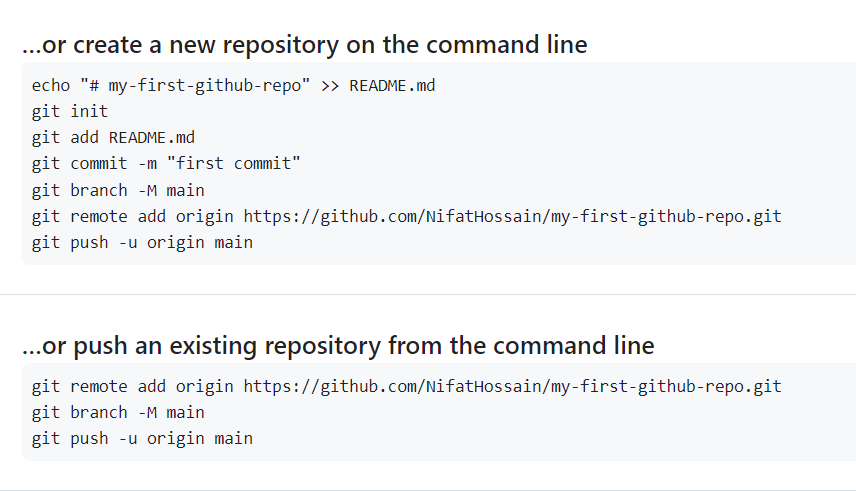 ...or create a new repository on the command line
echo "# my-first-github-repo" >> README.md
git init
git add README.md
git commit -m "first commit"
git branch -M main
git remote add origin https://github.com/NifatHossain/my-first-github-repo.git
git push -u origin main
...or push an existing repository from the command line
git remote add origin https://github.com/NifatHossain/my-first-github-repo.git
git branch -M main
git push -u origin main